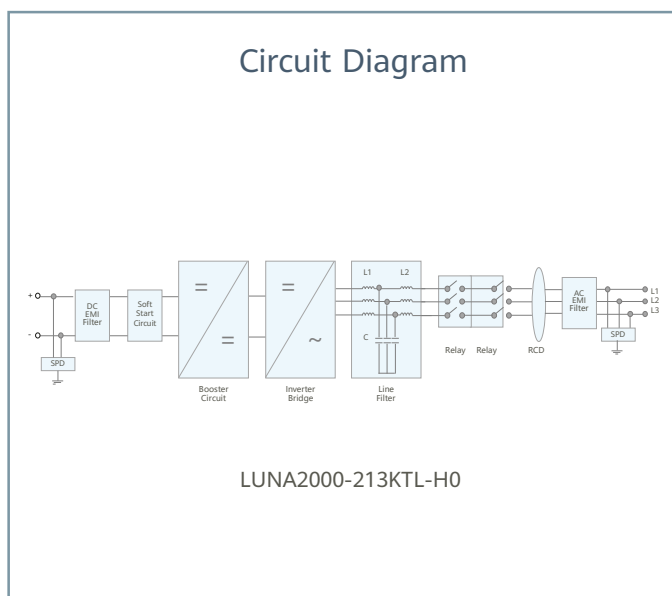 Circuit Diagram
L1
L2
+
DC
EMI
Filter
Soft
Start
Circuit
=
=
=
~
C
AC
EMI
Filter
L1
L2
L3
-
SPD
SPD
Relay
Relay
RCD
Booster
Circuit
Inverter
Bridge
Line
Filter
LUNA2000-213KTL-H0